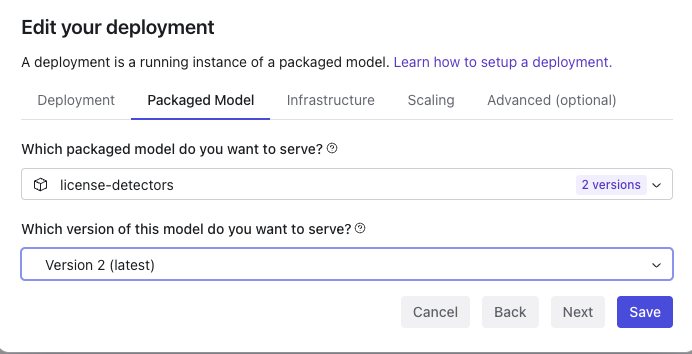 Edit your deployment
A deployment is a running instance of a packaged model. Learn how to setup a deployment.
Deployment Packaged Model Infrastructure Scaling Advanced (optional)
Which packaged model do you want to serve?
license-detectors 2 versions
Which version of this model do you want to serve?
Version 2 (latest)
Cancel Back Next Save